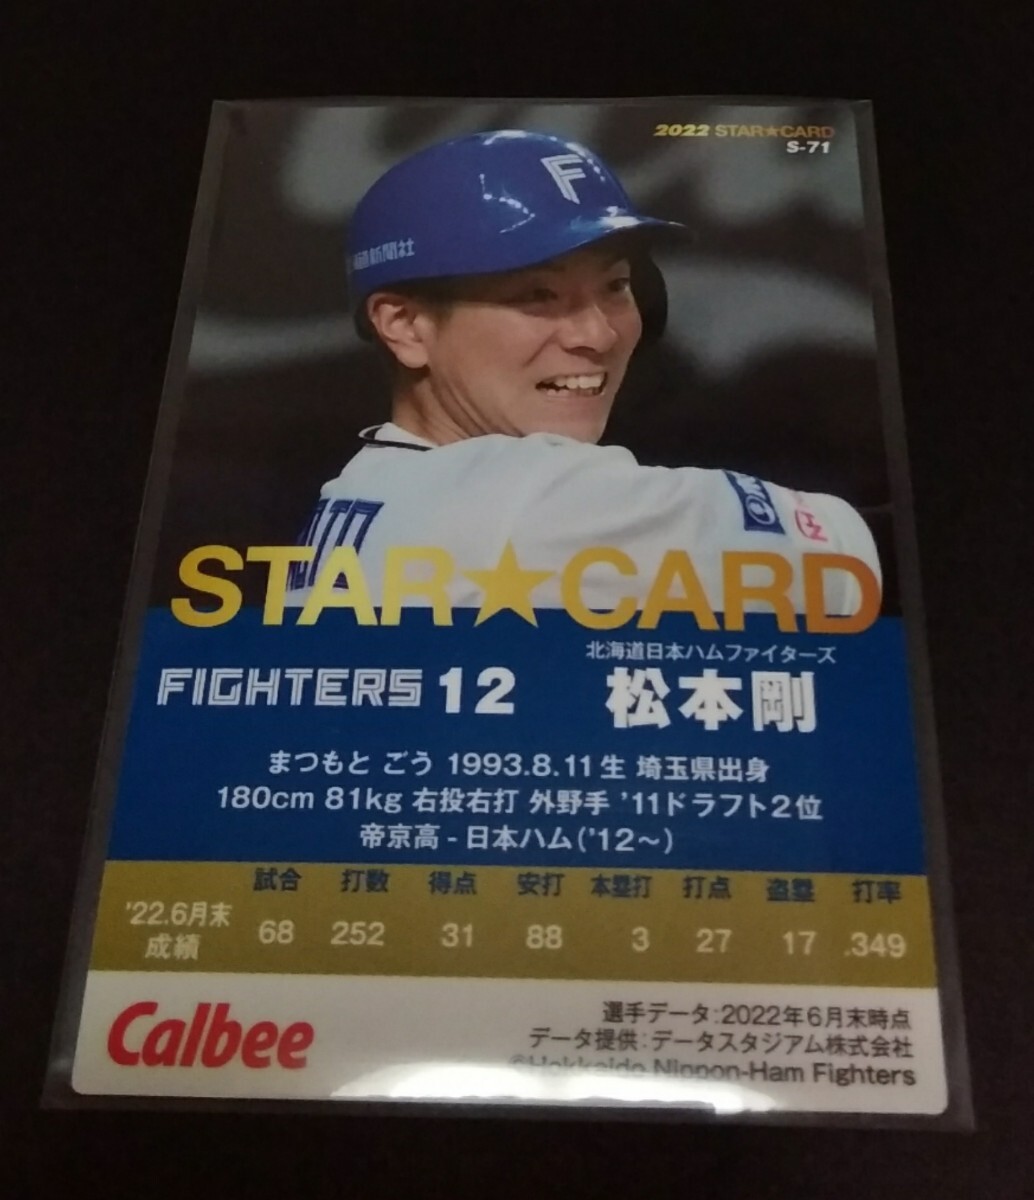 2022 STAR★CARD
S-71
F
新聞社
STAR★CARD
北海道日本ハムファイターズ
FIGHTERS 12 松本剛
まつもと ごう 1993.8.11生 埼玉県出身
180cm 81kg 右投右打 外野手 '11ドラフト2位
帝京高-日本ハム('12〜)
試合 打数 得点 安打 本塁打 打点 盗塁 打率
'22.6月末
成績 68 252 31 88 3 27 17 .349
Calbee
選手データ:2022年6月末時点
データ提供:データスタジアム株式会社
©Hokkaido Nippon-Ham Fighters